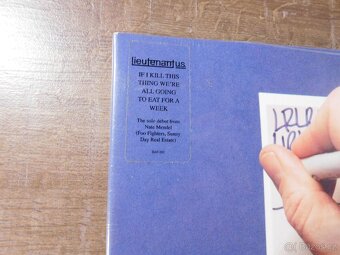 lieutenant us
IF I KILL THIS
THING WE'RE
ALL GOING
TO EAT FOR A
WEEK
The solo debut from
Nate Mendel
(Foo Fighters, Sunny
Day Real Estate)